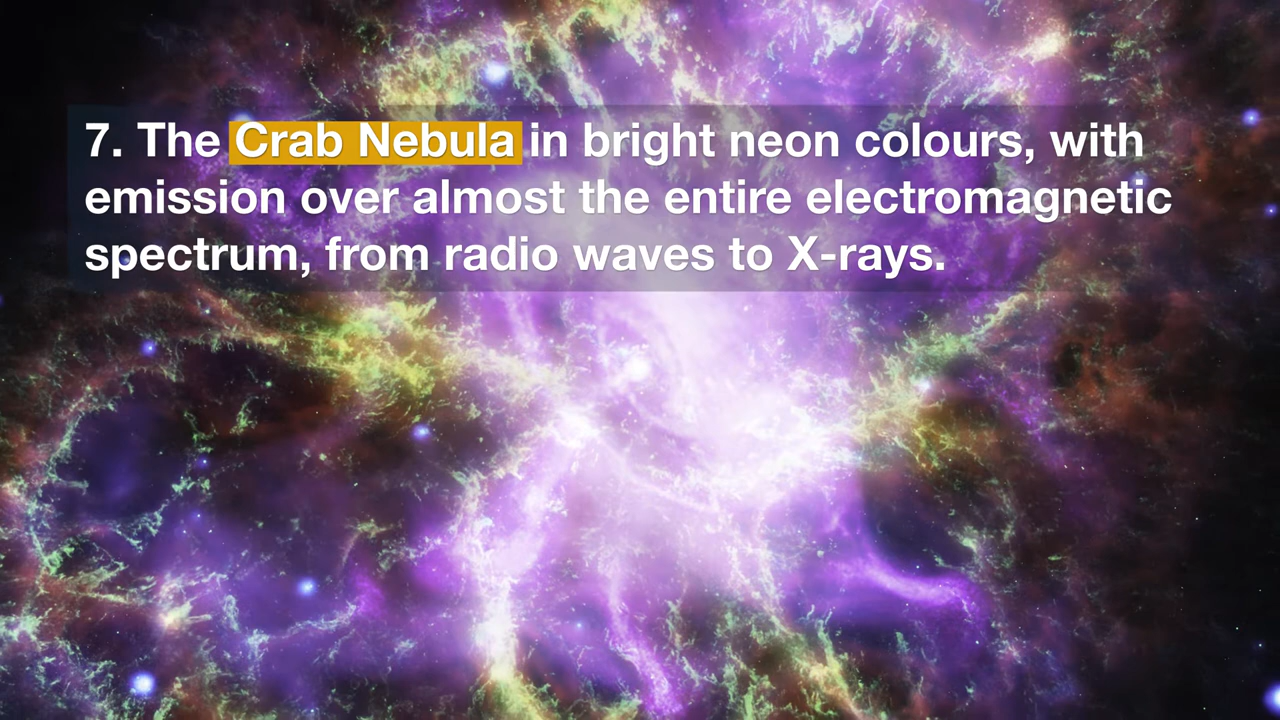 7. The Crab Nebula in bright neon colours, with
emission over almost the entire electromagnetic
spectrum, from radio waves to X-rays.